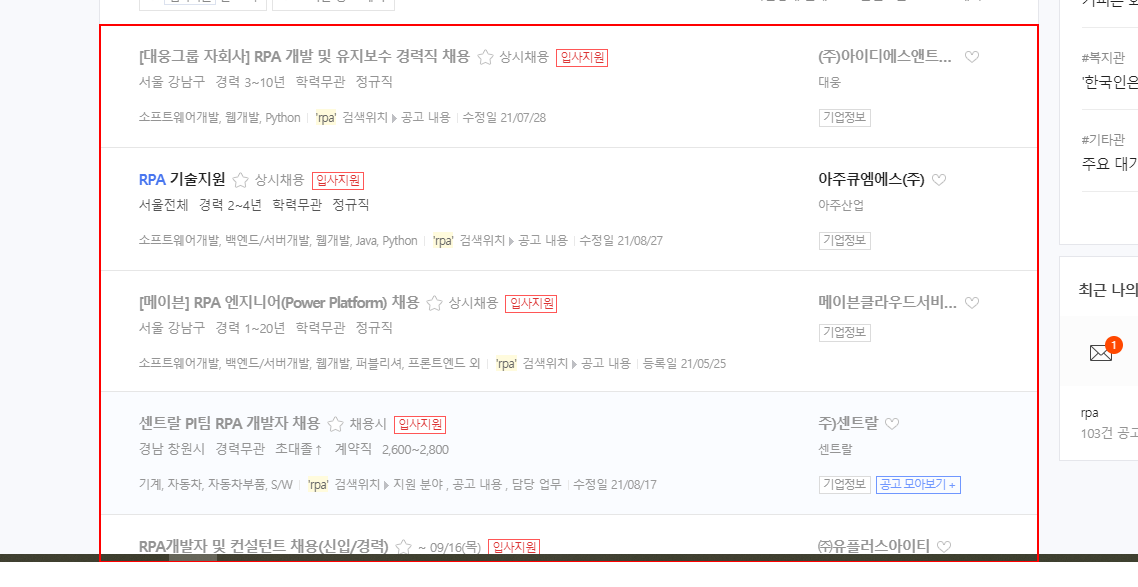 [대웅그룹 자회사] RPA 개발 및 유지보수 경력직 채용 상시채용 입사지원 (주)아이디에스앤트...
서울 강남구 경력 3~10년 학력무관 정규직 대웅
소프트웨어개발, 웹개발, Python 'rpa' 검색위치 공고 내용 수정일 21/07/28 기업정보
RPA 기술지원 상시채용 입사지원 아주큐엠에스(주)
서울전체 경력 2~4년 학력무관 정규직 아주산업
소프트웨어개발, 백엔드/서버개발, 웹개발, Java, Python 'rpa' 검색위치 공고 내용 수정일 21/08/27 기업정보
[메이븐] RPA 엔지니어(Power Platform) 채용 상시채용 입사지원 메이븐클라우드서비...
서울 강남구 경력 1~20년 학력무관 정규직 기업정보
소프트웨어개발, 백엔드/서버개발, 웹개발, 퍼블리셔, 프론트엔드 외 'rpa' 검색위치 공고 내용 등록일 21/05/25
센트랄 PI팀 RPA 개발자 채용 채용시 입사지원 주)센트랄
경남 창원시 경력무관 초대졸↑ 계약직 2,600~2,800 센트랄
기계, 자동차, 자동차부품, S/W 'rpa' 검색위치 지원 분야 , 공고 내용 , 담당 업무 수정일 21/08/17 기업정보 공고 모아보기 +
RPA개발자 및 컨설턴트 채용(신입/경력) ~ 09/16(목) 입사지원 ㈜유플러스아이티
#복지관
'한국인은
#기타관
주요 대기
최근 나의
1
rpa
103건 공고